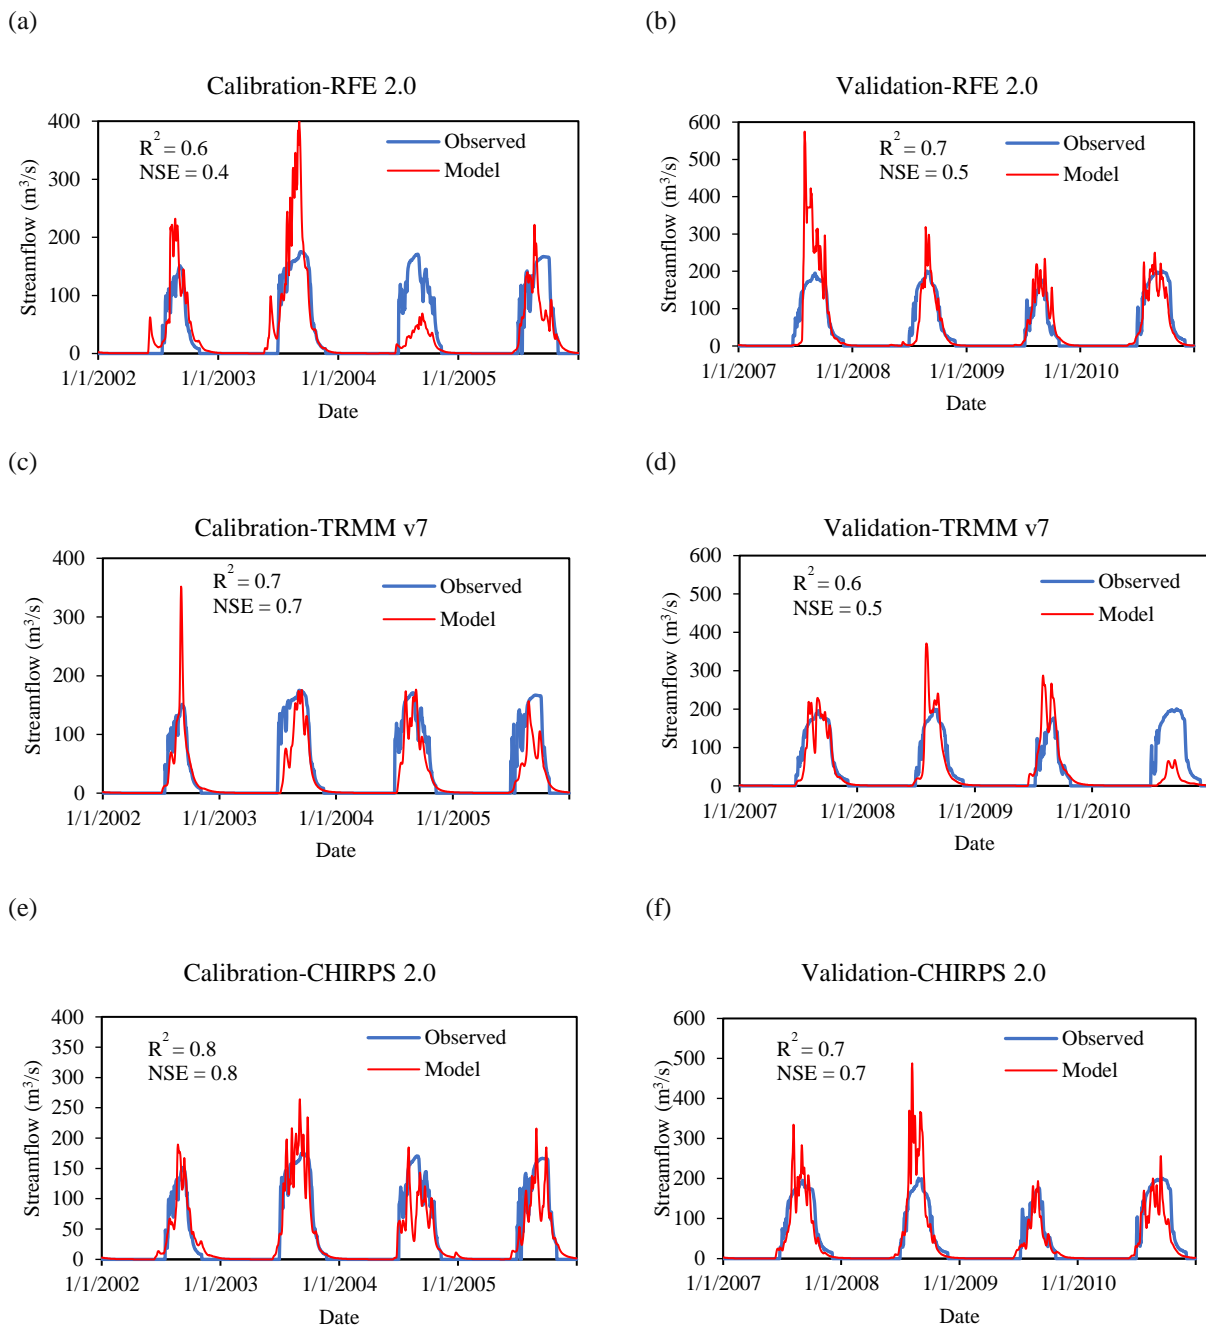 (a)
Calibration-RFE 2.0
R² = 0.6
NSE = 0.4
Observed
Model
Streamflow (m³/s)
400
300
200
100
0
1/1/2002 1/1/2003 1/1/2004 1/1/2005
Date
(b)
Validation-RFE 2.0
R² = 0.7
NSE = 0.5
Observed
Model
Streamflow (m³/s)
600
500
400
300
200
100
0
1/1/2007 1/1/2008 1/1/2009 1/1/2010
Date
(c)
Calibration-TRMM v7
R² = 0.7
NSE = 0.7
Observed
Model
Streamflow (m³/s)
400
300
200
100
0
1/1/2002 1/1/2003 1/1/2004 1/1/2005
Date
(d)
Validation-TRMM v7
R² = 0.6
NSE = 0.5
Observed
Model
Streamflow (m³/s)
600
500
400
300
200
100
0
1/1/2007 1/1/2008 1/1/2009 1/1/2010
Date
(e)
Calibration-CHIRPS 2.0
R² = 0.8
NSE = 0.8
Observed
Model
Streamflow (m³/s)
400
350
300
250
200
150
100
50
0
1/1/2002 1/1/2003 1/1/2004 1/1/2005
Date
(f)
Validation-CHIRPS 2.0
R² = 0.7
NSE = 0.7
Observed
Model
Streamflow (m³/s)
600
500
400
300
200
100
0
1/1/2007 1/1/2008 1/1/2009 1/1/2010
Date